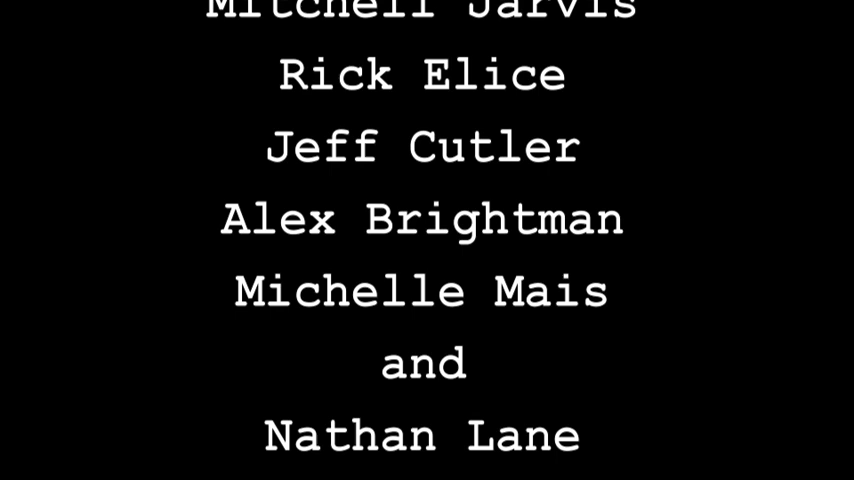 Mitchell Jarvis
Rick Elice
Jeff Cutler
Alex Brightman
Michelle Mais
and
Nathan Lane